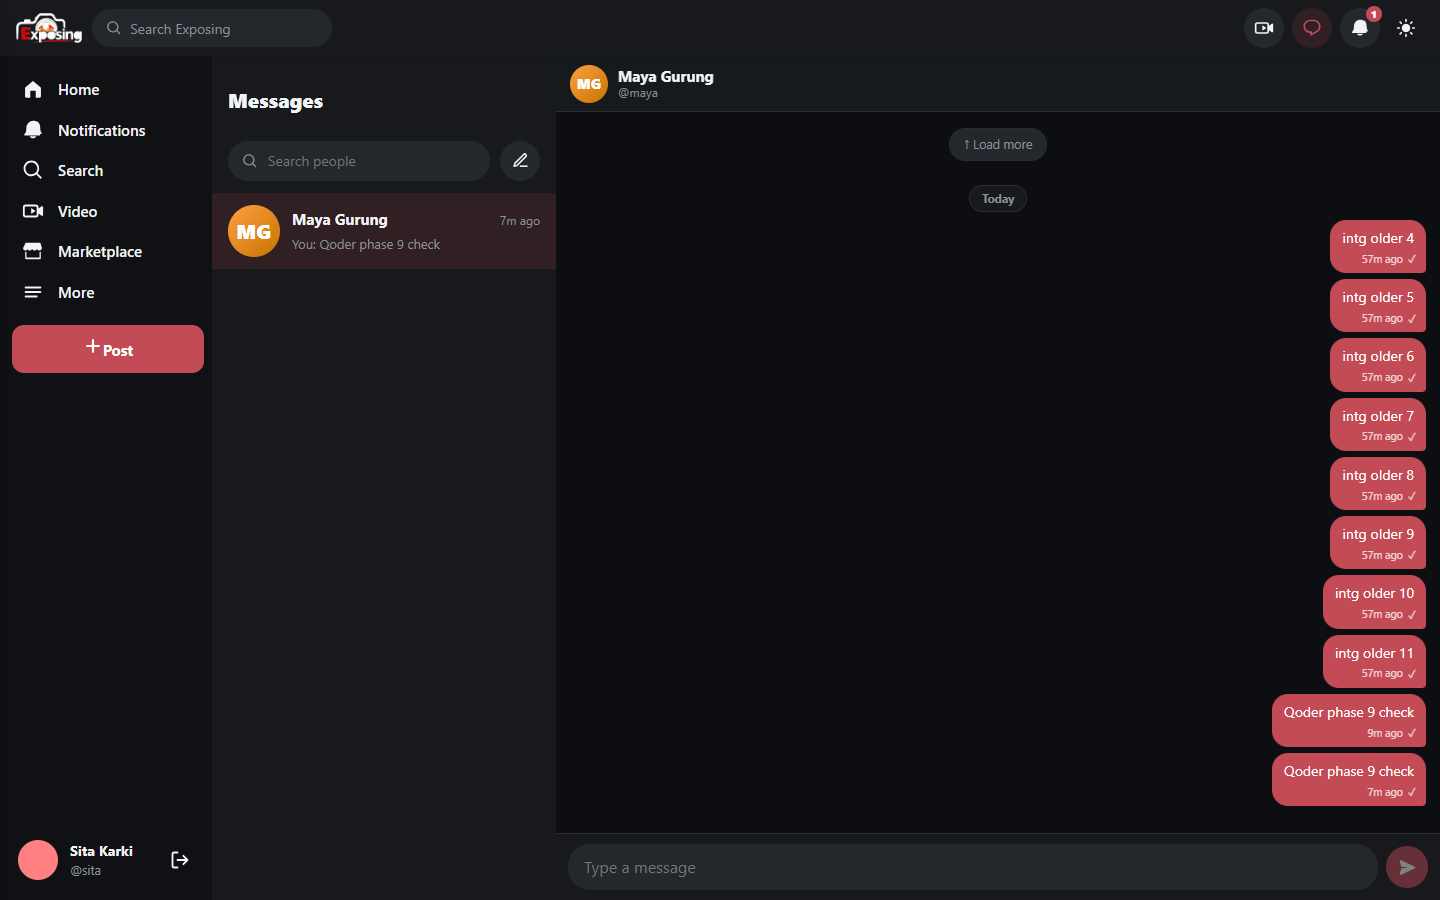 Exposing
Search Exposing
1
Home
Notifications
Search
Video
Marketplace
More
+ Post
Sita Karki
@sita
Messages
Search people
MG
Maya Gurung
7m ago
You: Qoder phase 9 check
MG
Maya Gurung
@maya
↑ Load more
Today
intg older 4
57m ago ✓
intg older 5
57m ago ✓
intg older 6
57m ago ✓
intg older 7
57m ago ✓
intg older 8
57m ago ✓
intg older 9
57m ago ✓
intg older 10
57m ago ✓
intg older 11
57m ago ✓
Qoder phase 9 check
9m ago ✓
Qoder phase 9 check
7m ago ✓
Type a message